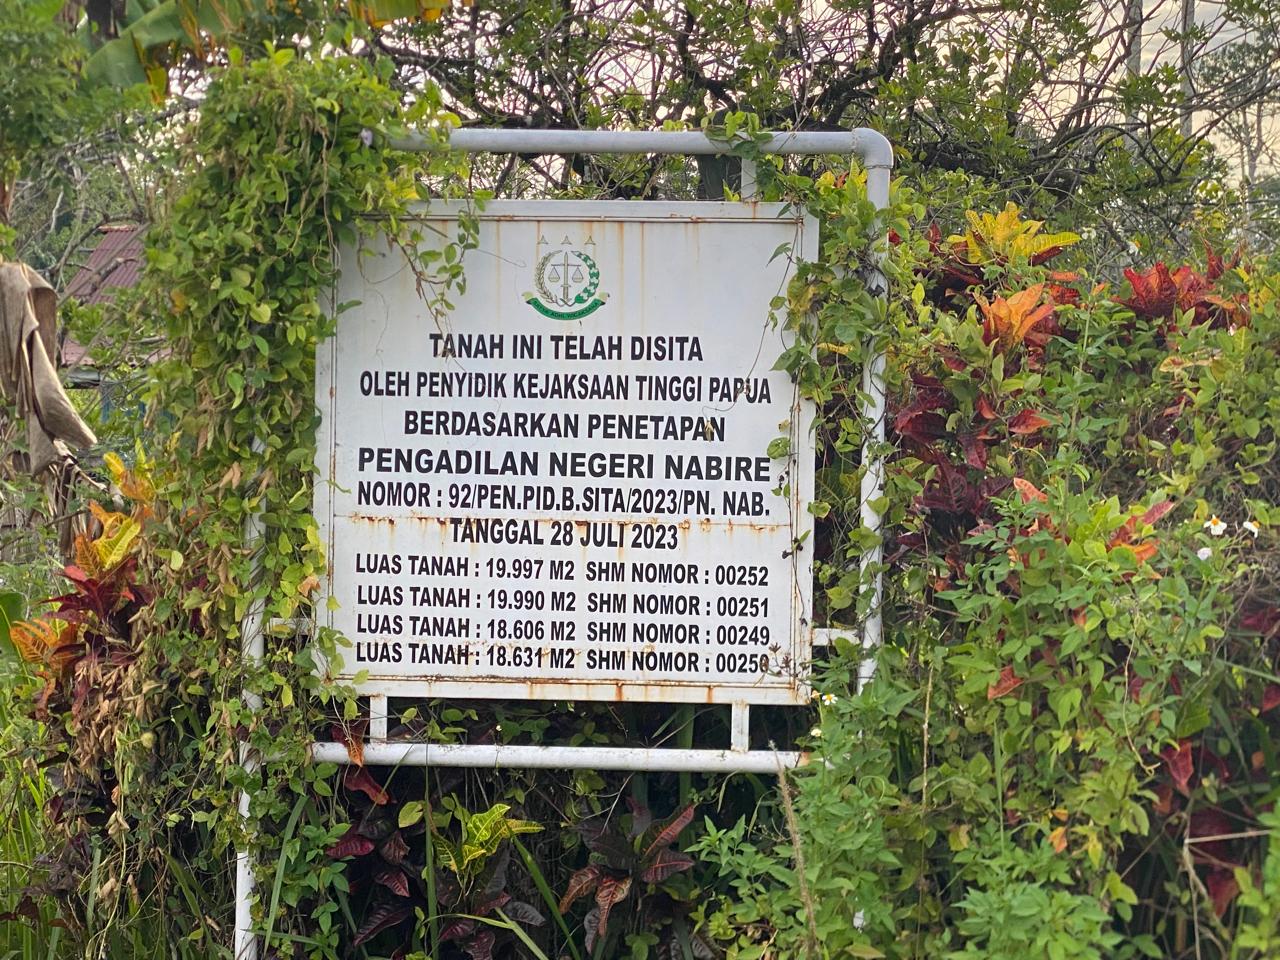 TANAH INI TELAH DISITA
OLEH PENYIDIK KEJAKSAAN TINGGI PAPUA
BERDASARKAN PENETAPAN
PENGADILAN NEGERI NABIRE
NOMOR : 92/PEN.PID.B.SITA/2023/PN. NAB.
TANGGAL 28 JULI 2023
LUAS TANAH : 19.997 M2 SHM NOMOR : 00252
LUAS TANAH : 19.990 M2 SHM NOMOR : 00251
LUAS TANAH : 18.606 M2 SHM NOMOR : 00249
LUAS TANAH : 18.631 M2 SHM NOMOR : 00250